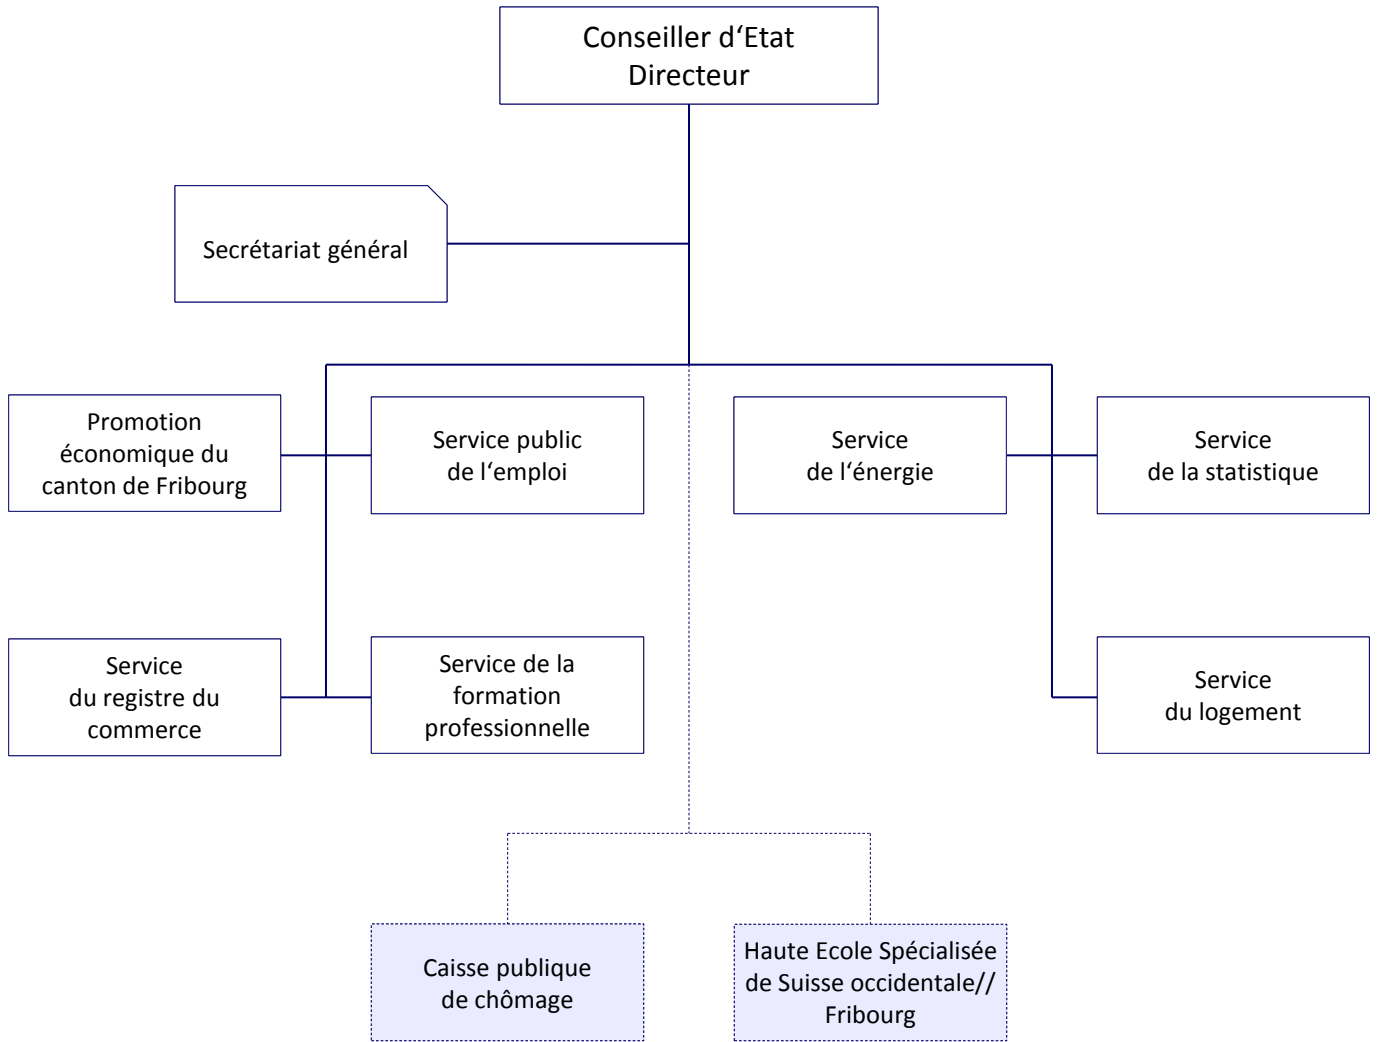 Conseiller d‘Etat
Directeur
Secrétariat général
Promotion
économique du
canton de Fribourg
Service public
de l‘emploi
Service
de l‘énergie
Service
de la statistique
Service
du registre du
commerce
Service de la
formation
professionnelle
Service
du logement
Caisse publique
de chômage
Haute Ecole Spécialisée
de Suisse occidentale//
Fribourg